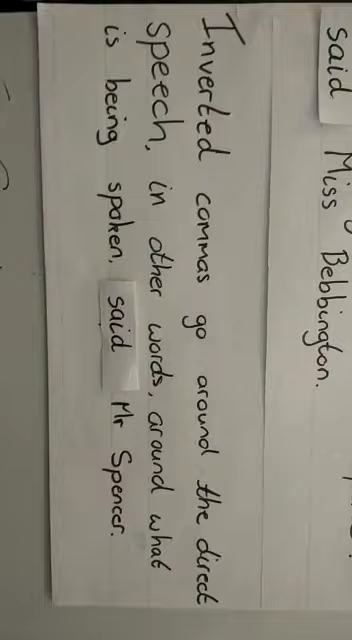 said Miss Bebbington.
Inverted commas go around the direct
speech, in other words, around what
is being spoken, said Mr Spencer.